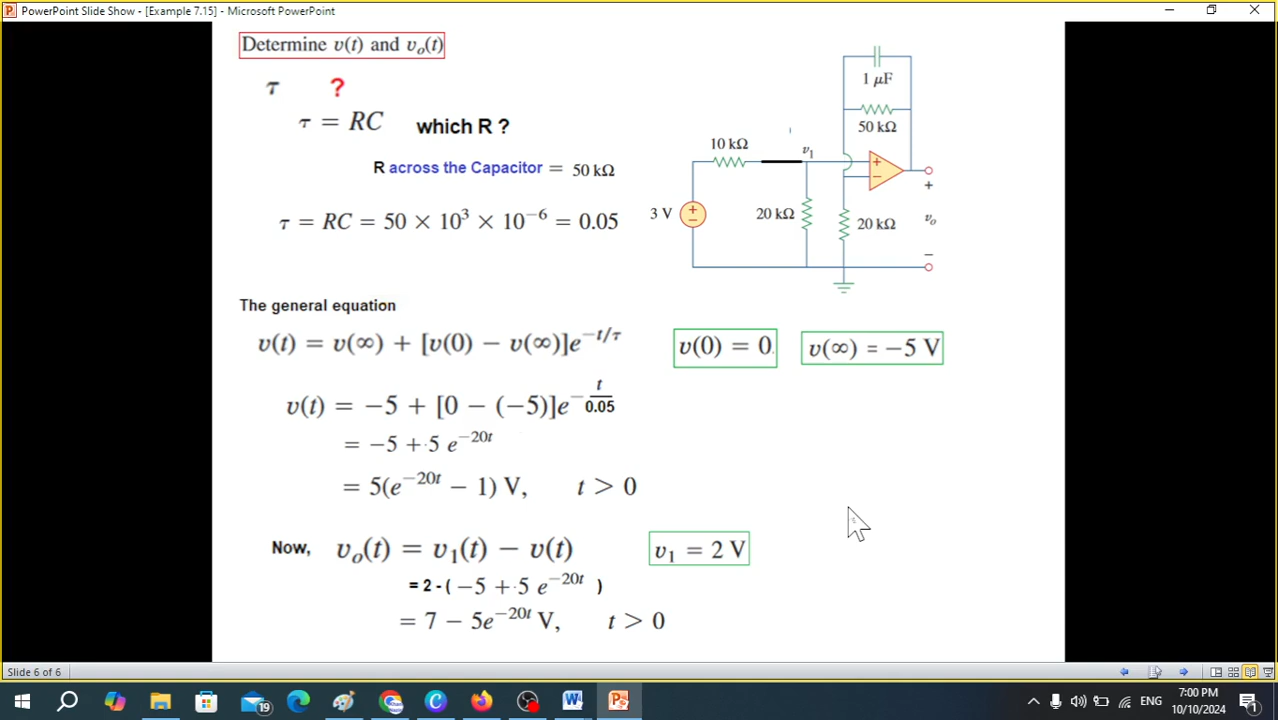 PowerPoint Slide Show - [Example 7.15] - Microsoft PowerPoint
Determine v(t) and vₒ(t)
τ ?
τ = RC which R ?
R across the Capacitor = 50 kΩ
τ = RC = 50 × 10³ × 10⁻⁶ = 0.05
1 μF
50 kΩ
10 kΩ
v₁
+
−
+
3 V
+
−
20 kΩ
20 kΩ
vₒ
−
The general equation
v(t) = v(∞) + [v(0) − v(∞)]e^−t/τ
v(0) = 0
v(∞) = −5 V
v(t) = −5 + [0 − (−5)]e^− t/0.05
= −5 + 5 e^−20t
= 5(e^−20t − 1) V, t > 0
Now, vₒ(t) = v₁(t) − v(t)
v₁ = 2 V
= 2 - ( −5 + 5 e^−20t )
= 7 − 5e^−20t V, t > 0
Slide 6 of 6
19
ENG
7:00 PM
10/10/2024
1